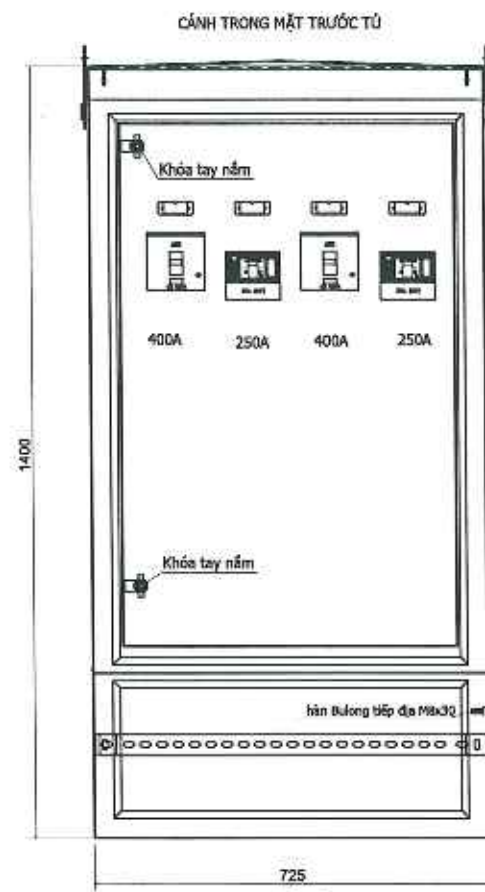 CÁNH TRONG MẶT TRƯỚC TỦ
Khóa tay nắm
400A 250A 400A 250A
1400
Khóa tay nắm
hàn Bulong tiếp địa M8x30
725